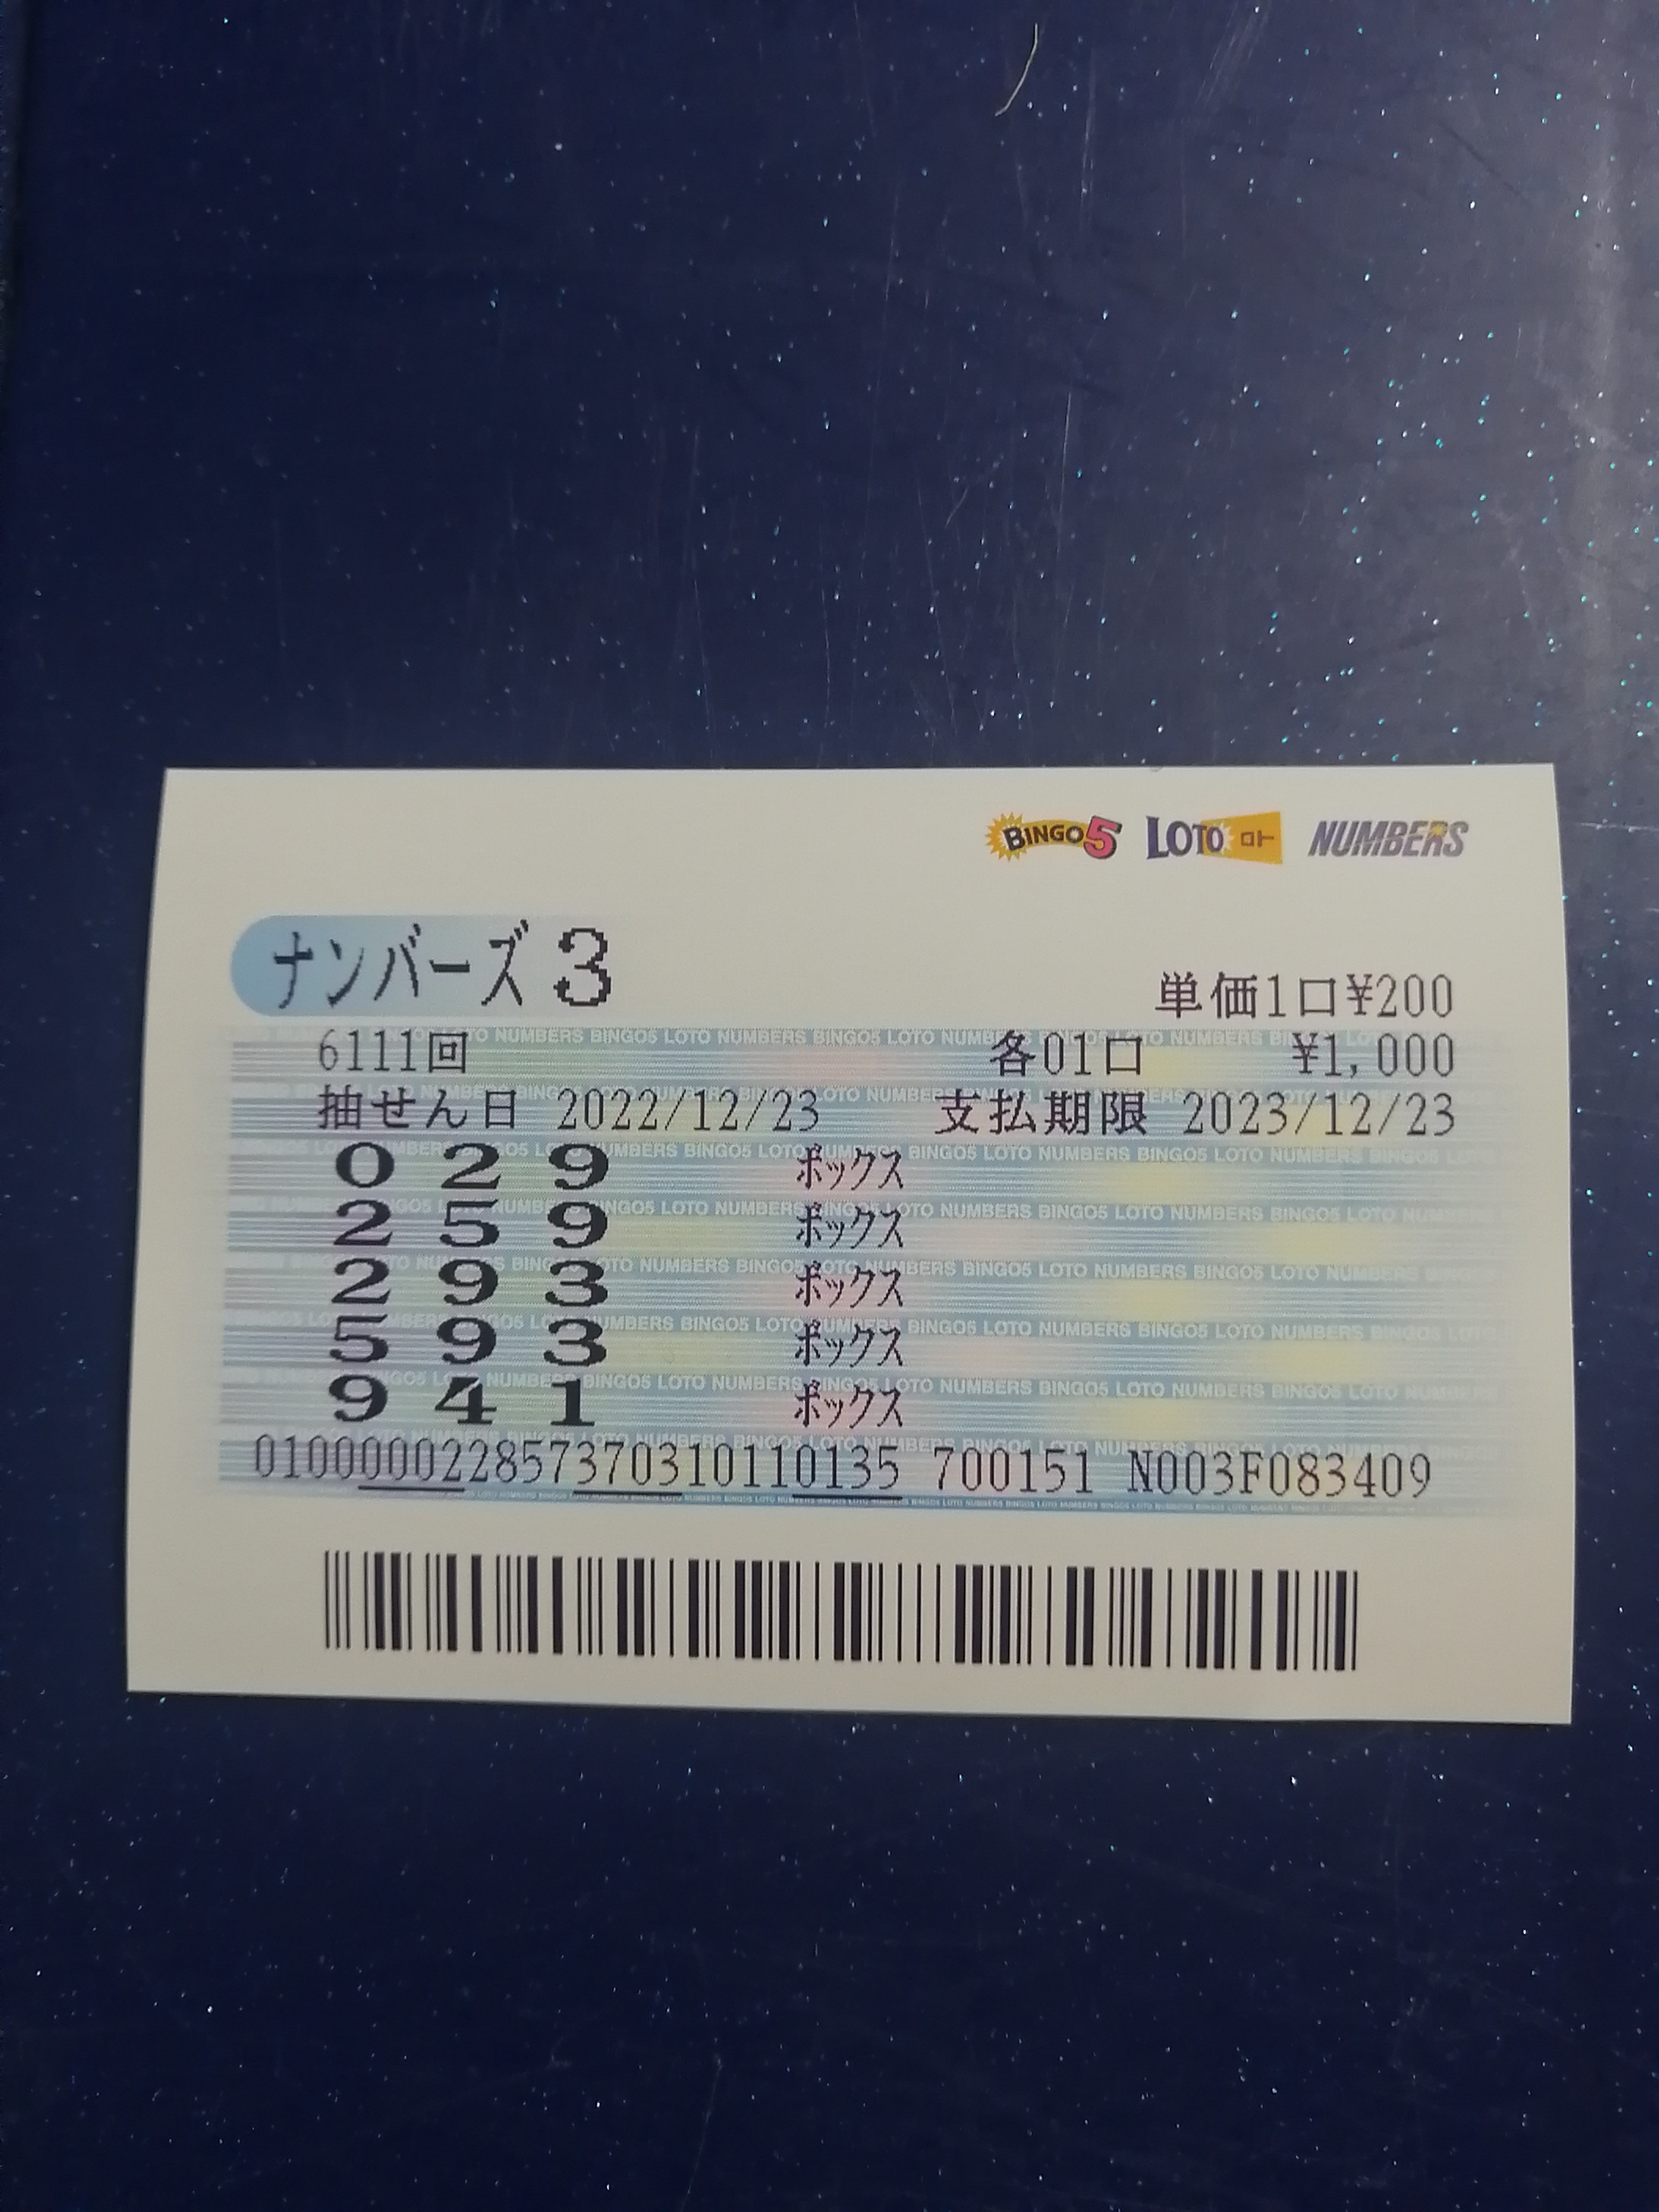 BINGO5 LOTO ロト NUMBERS
ナンバーズ3
単価1口¥200
6111回 各01口 ¥1,000
抽せん日 2022/12/23 支払期限 2023/12/23
0 2 9 ボックス
2 5 9 ボックス
2 9 3 ボックス
5 9 3 ボックス
9 4 1 ボックス
010000022857370310110135 700151 N003F083409